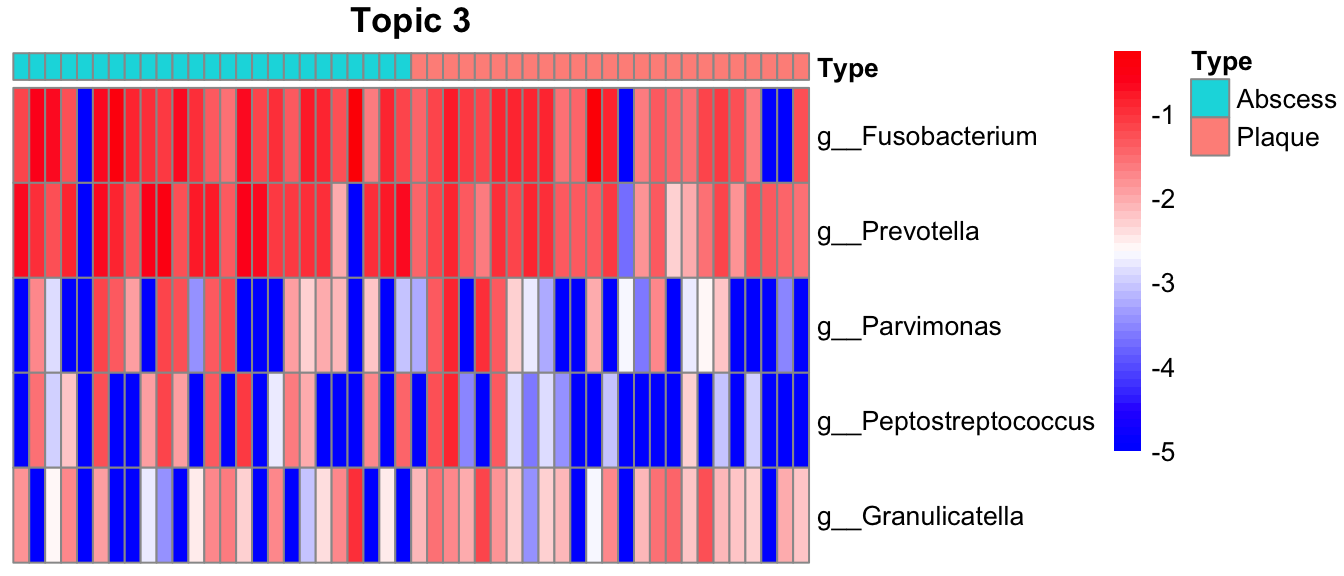 Topic 3
Type
g__Fusobacterium
g__Prevotella
g__Parvimonas
g__Peptostreptococcus
g__Granulicatella
-1
-2
-3
-4
-5
Type
Abscess
Plaque